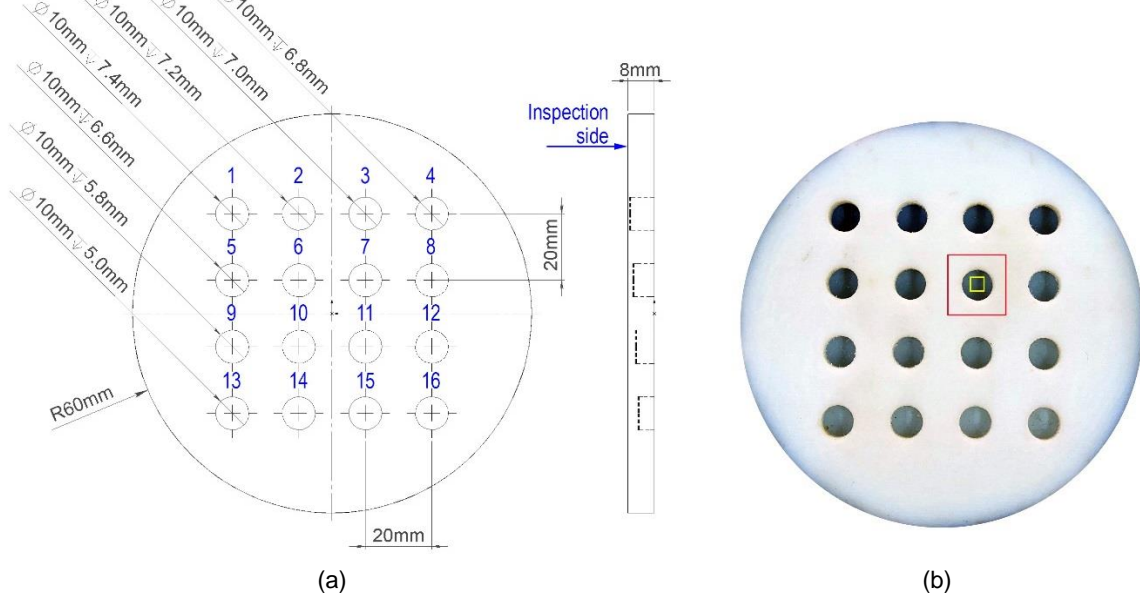 ⌀10mm↧6.8mm
⌀10mm↧7.0mm
⌀10mm↧7.2mm
⌀10mm↧7.4mm
⌀10mm↧6.6mm
⌀10mm↧5.8mm
⌀10mm↧5.0mm
8mm
Inspection
side
1 2 3 4
5 6 7 8
20mm
9 10 11 12
13 14 15 16
R60mm
20mm
(a) (b)